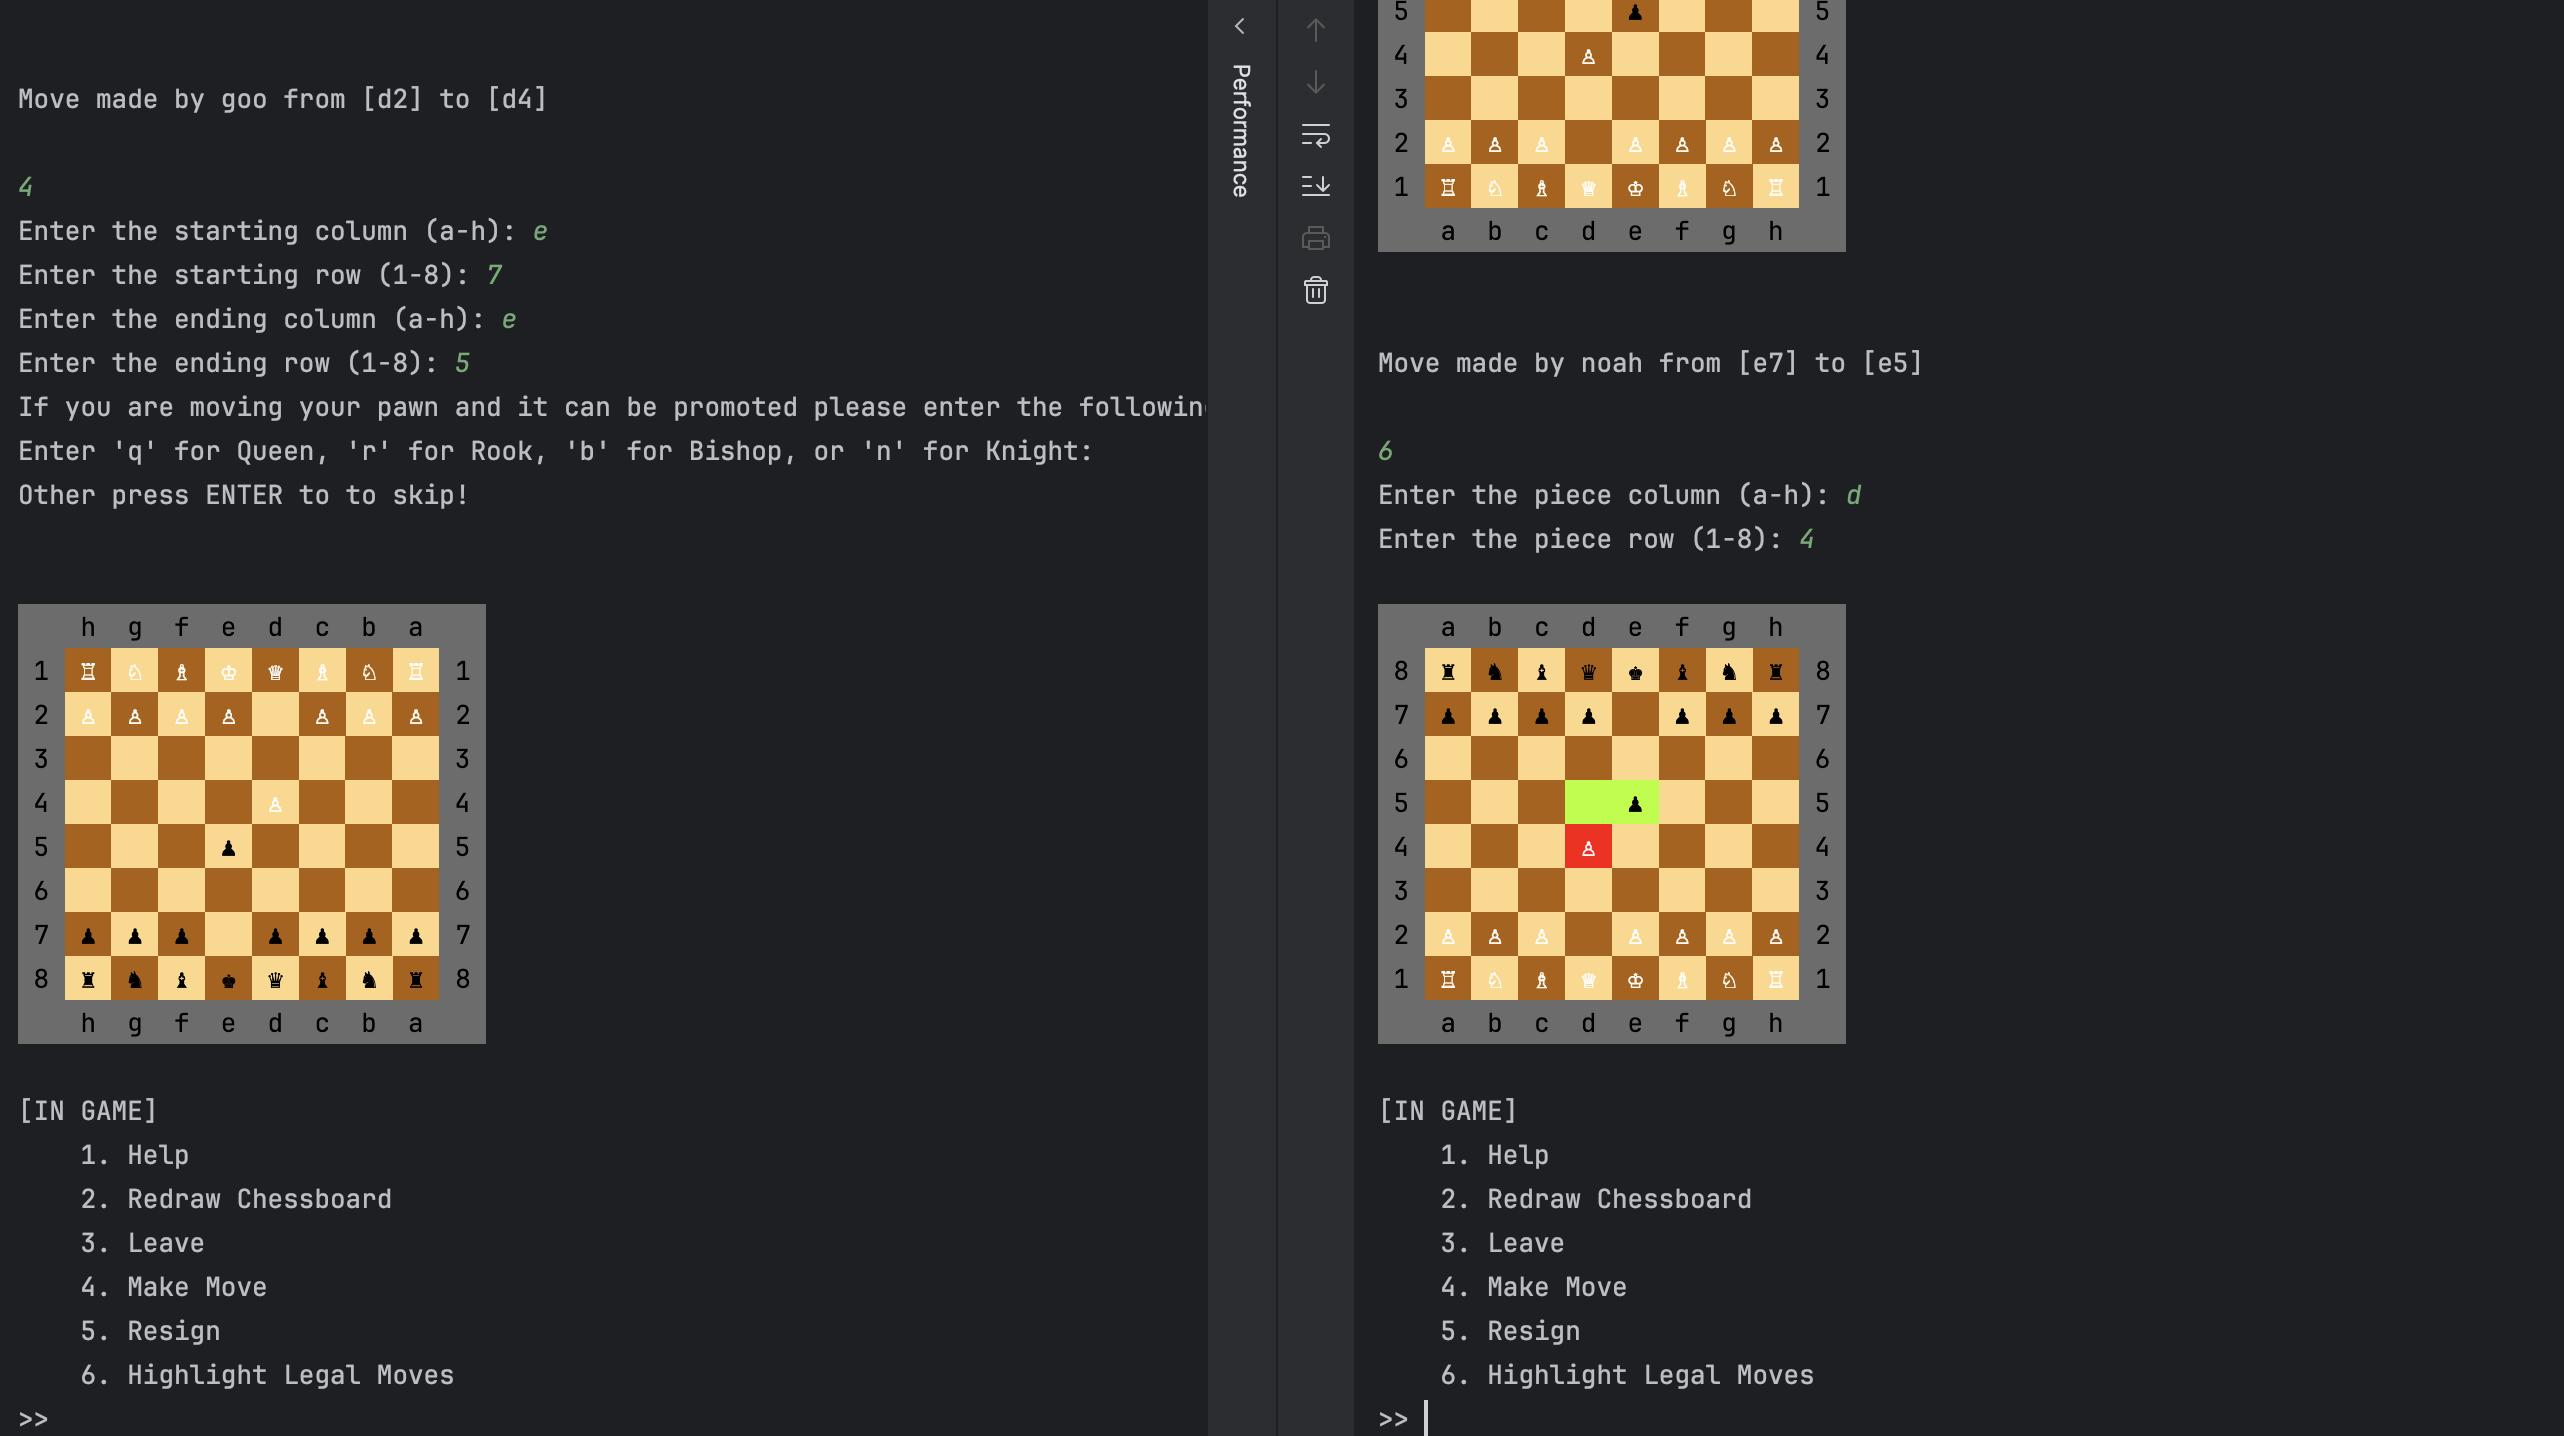 Move made by goo from [d2] to [d4]
4
Enter the starting column (a-h): e
Enter the starting row (1-8): 7
Enter the ending column (a-h): e
Enter the ending row (1-8): 5
If you are moving your pawn and it can be promoted please enter the followin
Enter 'q' for Queen, 'r' for Rook, 'b' for Bishop, or 'n' for Knight:
Other press ENTER to to skip!
h g f e d c b a
1 1
2 2
3 3
4 4
5 5
6 6
7 7
8 8
h g f e d c b a
[IN GAME]
1. Help
2. Redraw Chessboard
3. Leave
4. Make Move
5. Resign
6. Highlight Legal Moves
>>
Performance
5 5
4 4
3 3
2 2
1 1
a b c d e f g h
Move made by noah from [e7] to [e5]
6
Enter the piece column (a-h): d
Enter the piece row (1-8): 4
a b c d e f g h
8 8
7 7
6 6
5 5
4 4
3 3
2 2
1 1
a b c d e f g h
[IN GAME]
1. Help
2. Redraw Chessboard
3. Leave
4. Make Move
5. Resign
6. Highlight Legal Moves
>>